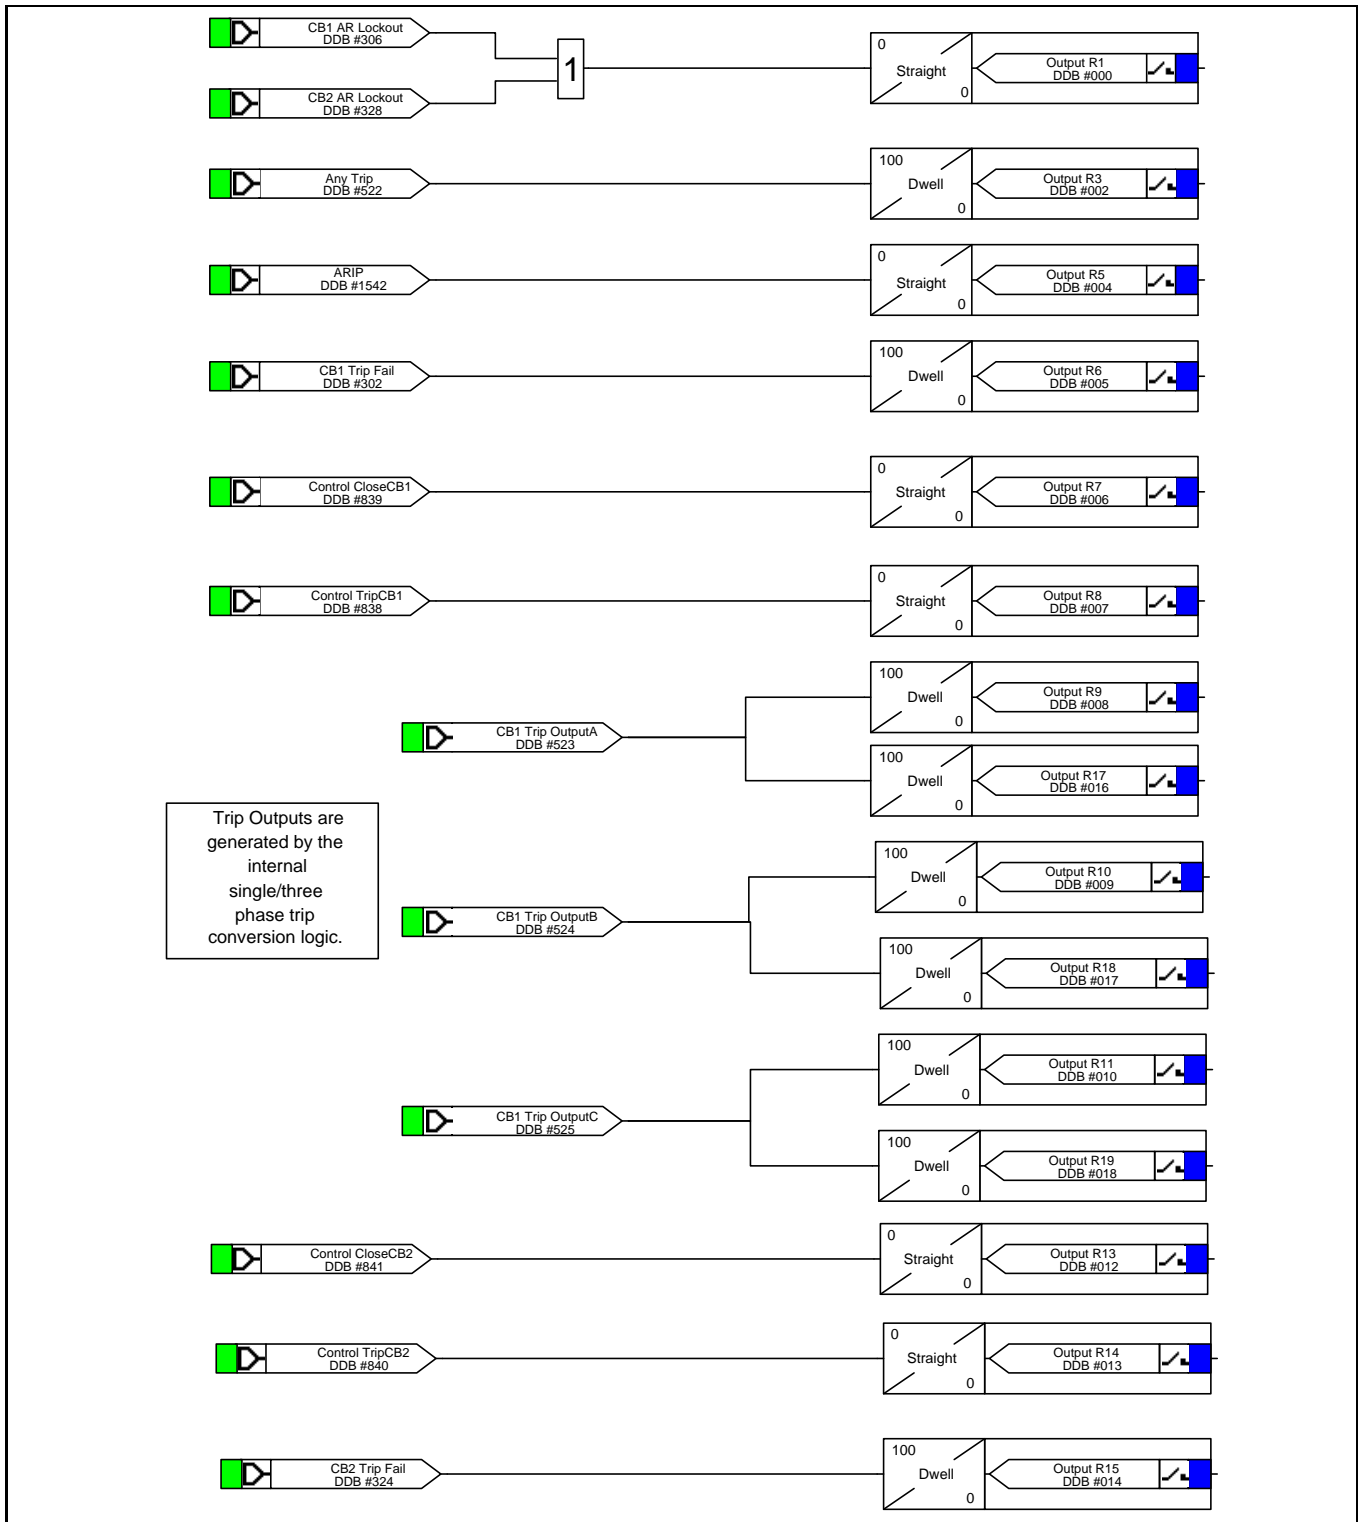 CB1 AR Lockout
DDB #306
CB2 AR Lockout
DDB #328
1
0
Straight
0
Output R1
DDB #000
Any Trip
DDB #522
100
Dwell
0
Output R3
DDB #002
ARIP
DDB #1542
0
Straight
0
Output R5
DDB #004
CB1 Trip Fail
DDB #302
100
Dwell
0
Output R6
DDB #005
Control CloseCB1
DDB #839
0
Straight
0
Output R7
DDB #006
Control TripCB1
DDB #838
0
Straight
0
Output R8
DDB #007
CB1 Trip OutputA
DDB #523
100
Dwell
0
Output R9
DDB #008
100
Dwell
0
Output R17
DDB #016
Trip Outputs are
generated by the
internal
single/three
phase trip
conversion logic.
CB1 Trip OutputB
DDB #524
100
Dwell
0
Output R10
DDB #009
100
Dwell
0
Output R18
DDB #017
CB1 Trip OutputC
DDB #525
100
Dwell
0
Output R11
DDB #010
100
Dwell
0
Output R19
DDB #018
Control CloseCB2
DDB #841
0
Straight
0
Output R13
DDB #012
Control TripCB2
DDB #840
0
Straight
0
Output R14
DDB #013
CB2 Trip Fail
DDB #324
100
Dwell
0
Output R15
DDB #014